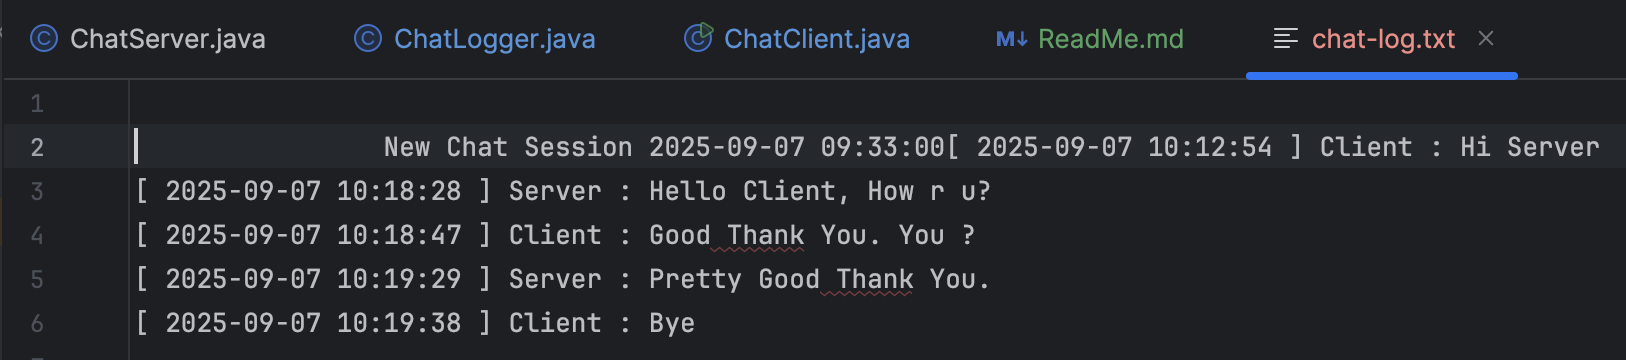 ChatServer.java ChatLogger.java ChatClient.java M↓ ReadMe.md chat-log.txt ×
1
2 New Chat Session 2025-09-07 09:33:00[ 2025-09-07 10:12:54 ] Client : Hi Server
3 [ 2025-09-07 10:18:28 ] Server : Hello Client, How r u?
4 [ 2025-09-07 10:18:47 ] Client : Good Thank You. You ?
5 [ 2025-09-07 10:19:29 ] Server : Pretty Good Thank You.
6 [ 2025-09-07 10:19:38 ] Client : Bye